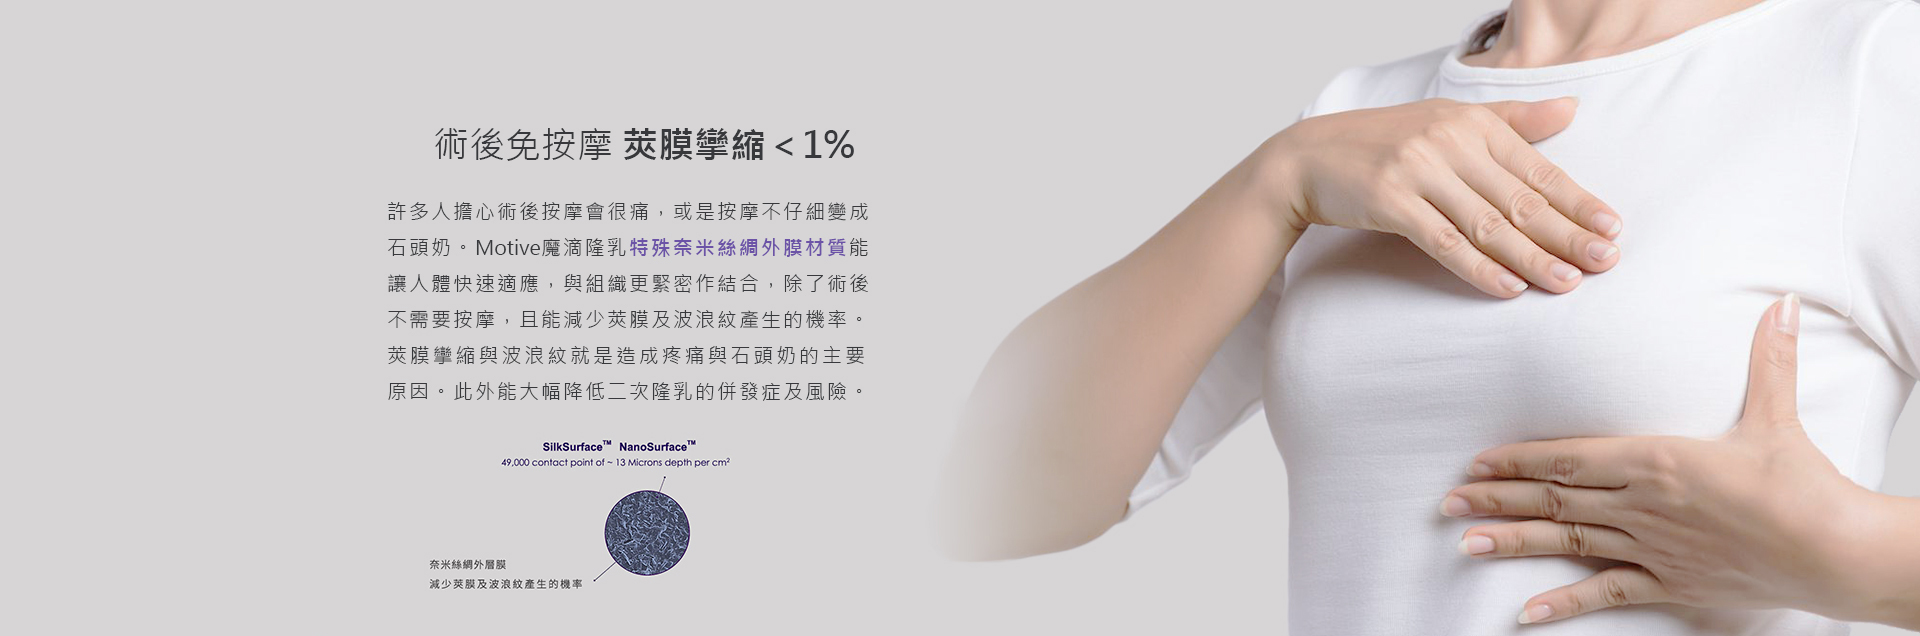 術後免按摩 莢膜攣縮 < 1%
許多人擔心術後按摩會很痛，或是按摩不仔細變成
石頭奶。Motive魔滴隆乳特殊奈米絲綢外膜材質能
讓人體快速適應，與組織更緊密作結合，除了術後
不需要按摩，且能減少莢膜及波浪紋產生的機率。
莢膜攣縮與波浪紋就是造成疼痛與石頭奶的主要
原因。此外能大幅降低二次隆乳的併發症及風險。
SilkSurface™ NanoSurface™
49,000 contact point of ~ 13 Microns depth per cm²
奈米絲綢外層膜
減少莢膜及波浪紋產生的機率